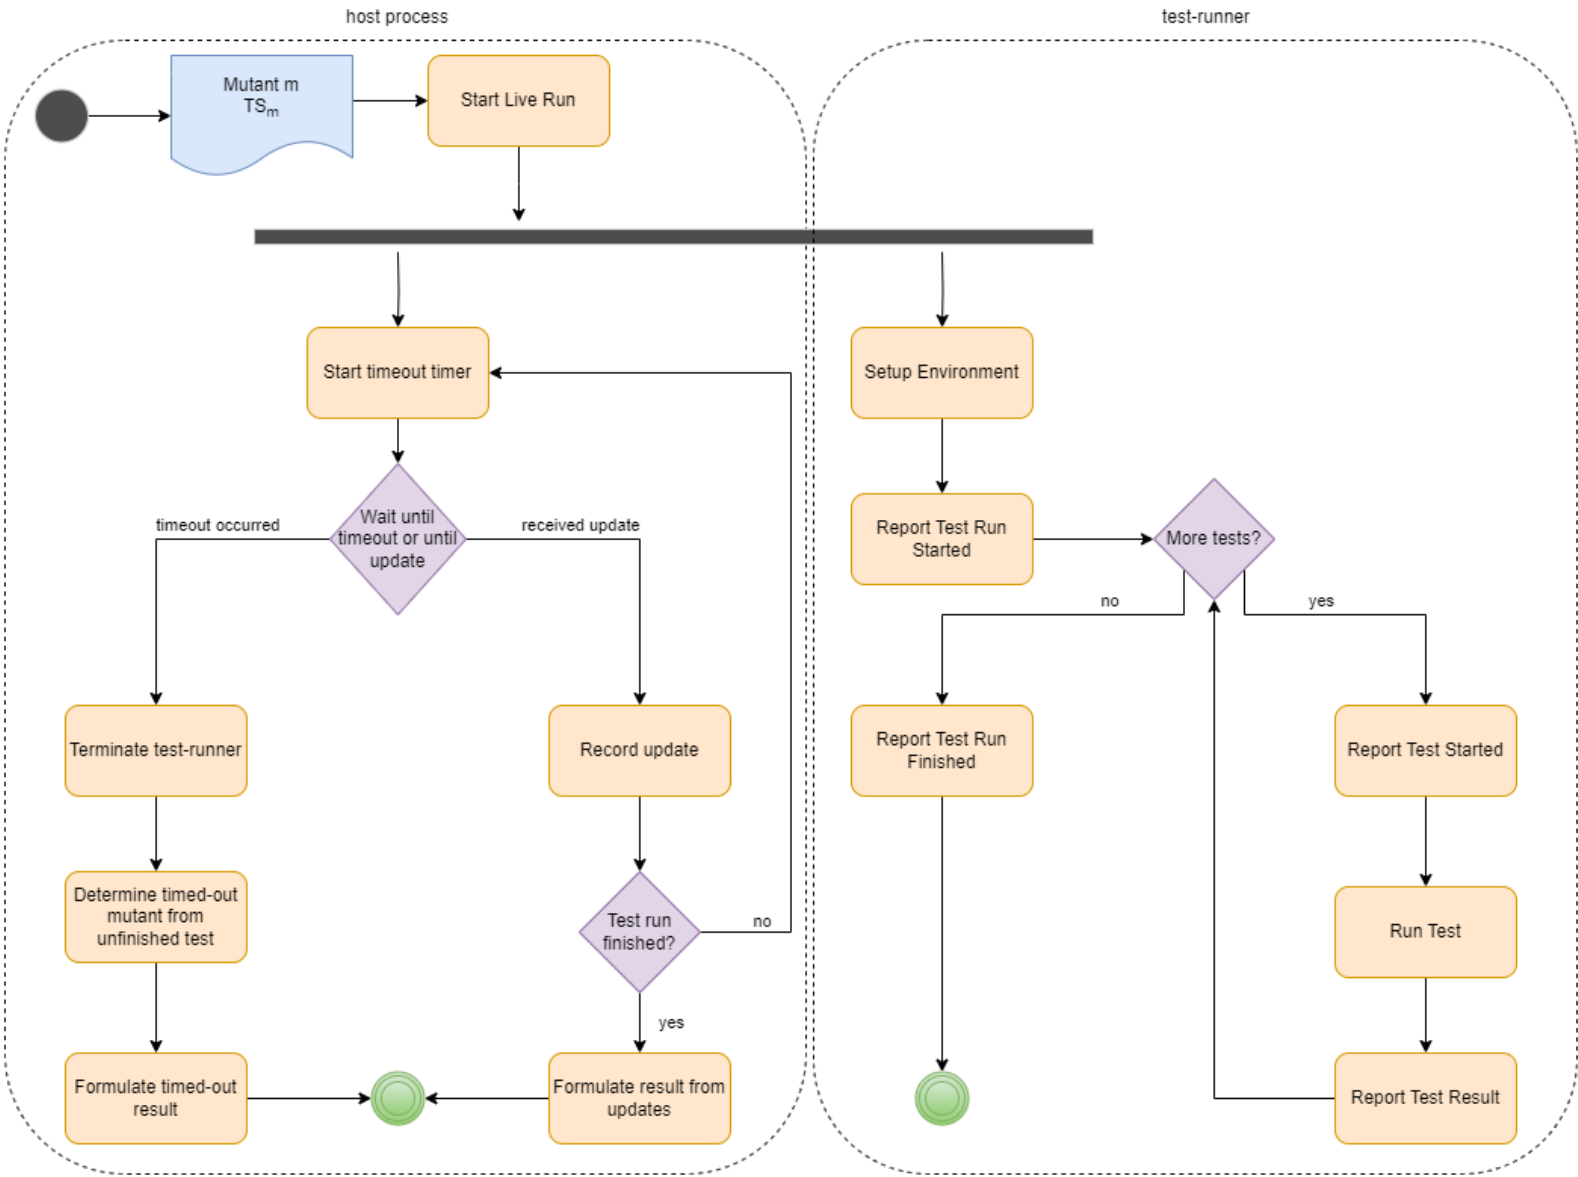 host process
test-runner
Mutant m
TSm
Start Live Run
Start timeout timer
Setup Environment
Wait until
timeout or until
update
timeout occurred
received update
Report Test Run
Started
More tests?
no
yes
Terminate test-runner
Record update
Report Test Run
Finished
Report Test Started
Determine timed-out
mutant from
unfinished test
Test run
finished?
no
Run Test
yes
Formulate timed-out
result
Formulate result from
updates
Report Test Result